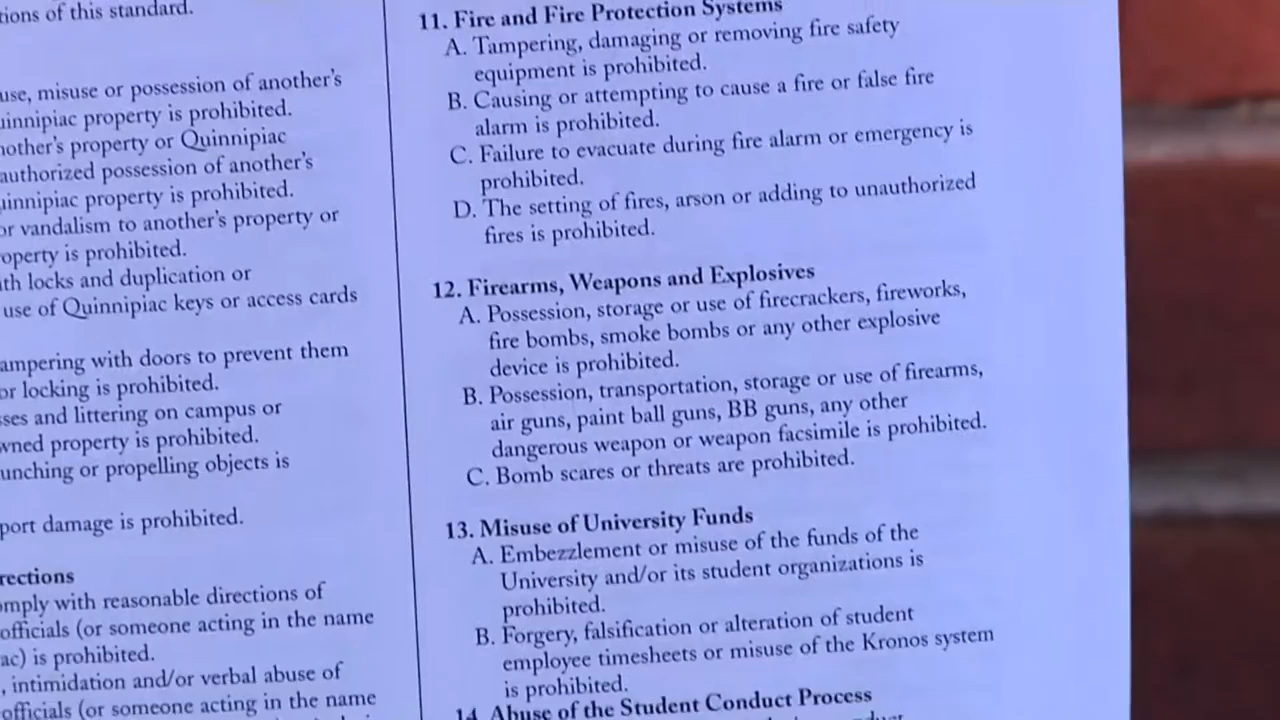 tions of this standard.
use, misuse or possession of another's
uinnipiac property is prohibited.
nother's property or Quinnipiac
authorized possession of another's
uinnipiac property is prohibited.
or vandalism to another's property or
operty is prohibited.
ith locks and duplication or
use of Quinnipiac keys or access cards
ampering with doors to prevent them
or locking is prohibited.
sses and littering on campus or
wned property is prohibited.
unching or propelling objects is
port damage is prohibited.
rections
omply with reasonable directions of
officials (or someone acting in the name
ac) is prohibited.
, intimidation and/or verbal abuse of
officials (or someone acting in the name
11. Fire and Fire Protection Systems
A. Tampering, damaging or removing fire safety
equipment is prohibited.
B. Causing or attempting to cause a fire or false fire
alarm is prohibited.
C. Failure to evacuate during fire alarm or emergency is
prohibited.
D. The setting of fires, arson or adding to unauthorized
fires is prohibited.
12. Firearms, Weapons and Explosives
A. Possession, storage or use of firecrackers, fireworks,
fire bombs, smoke bombs or any other explosive
device is prohibited.
B. Possession, transportation, storage or use of firearms,
air guns, paint ball guns, BB guns, any other
dangerous weapon or weapon facsimile is prohibited.
C. Bomb scares or threats are prohibited.
13. Misuse of University Funds
A. Embezzlement or misuse of the funds of the
University and/or its student organizations is
prohibited.
B. Forgery, falsification or alteration of student
employee timesheets or misuse of the Kronos system
is prohibited.
14. Abuse of the Student Conduct Process